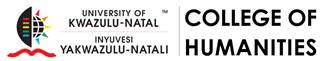 UNIVERSITY OF ™
KWAZULU-NATAL
INYUVESI
YAKWAZULU-NATALI
COLLEGE OF
HUMANITIES